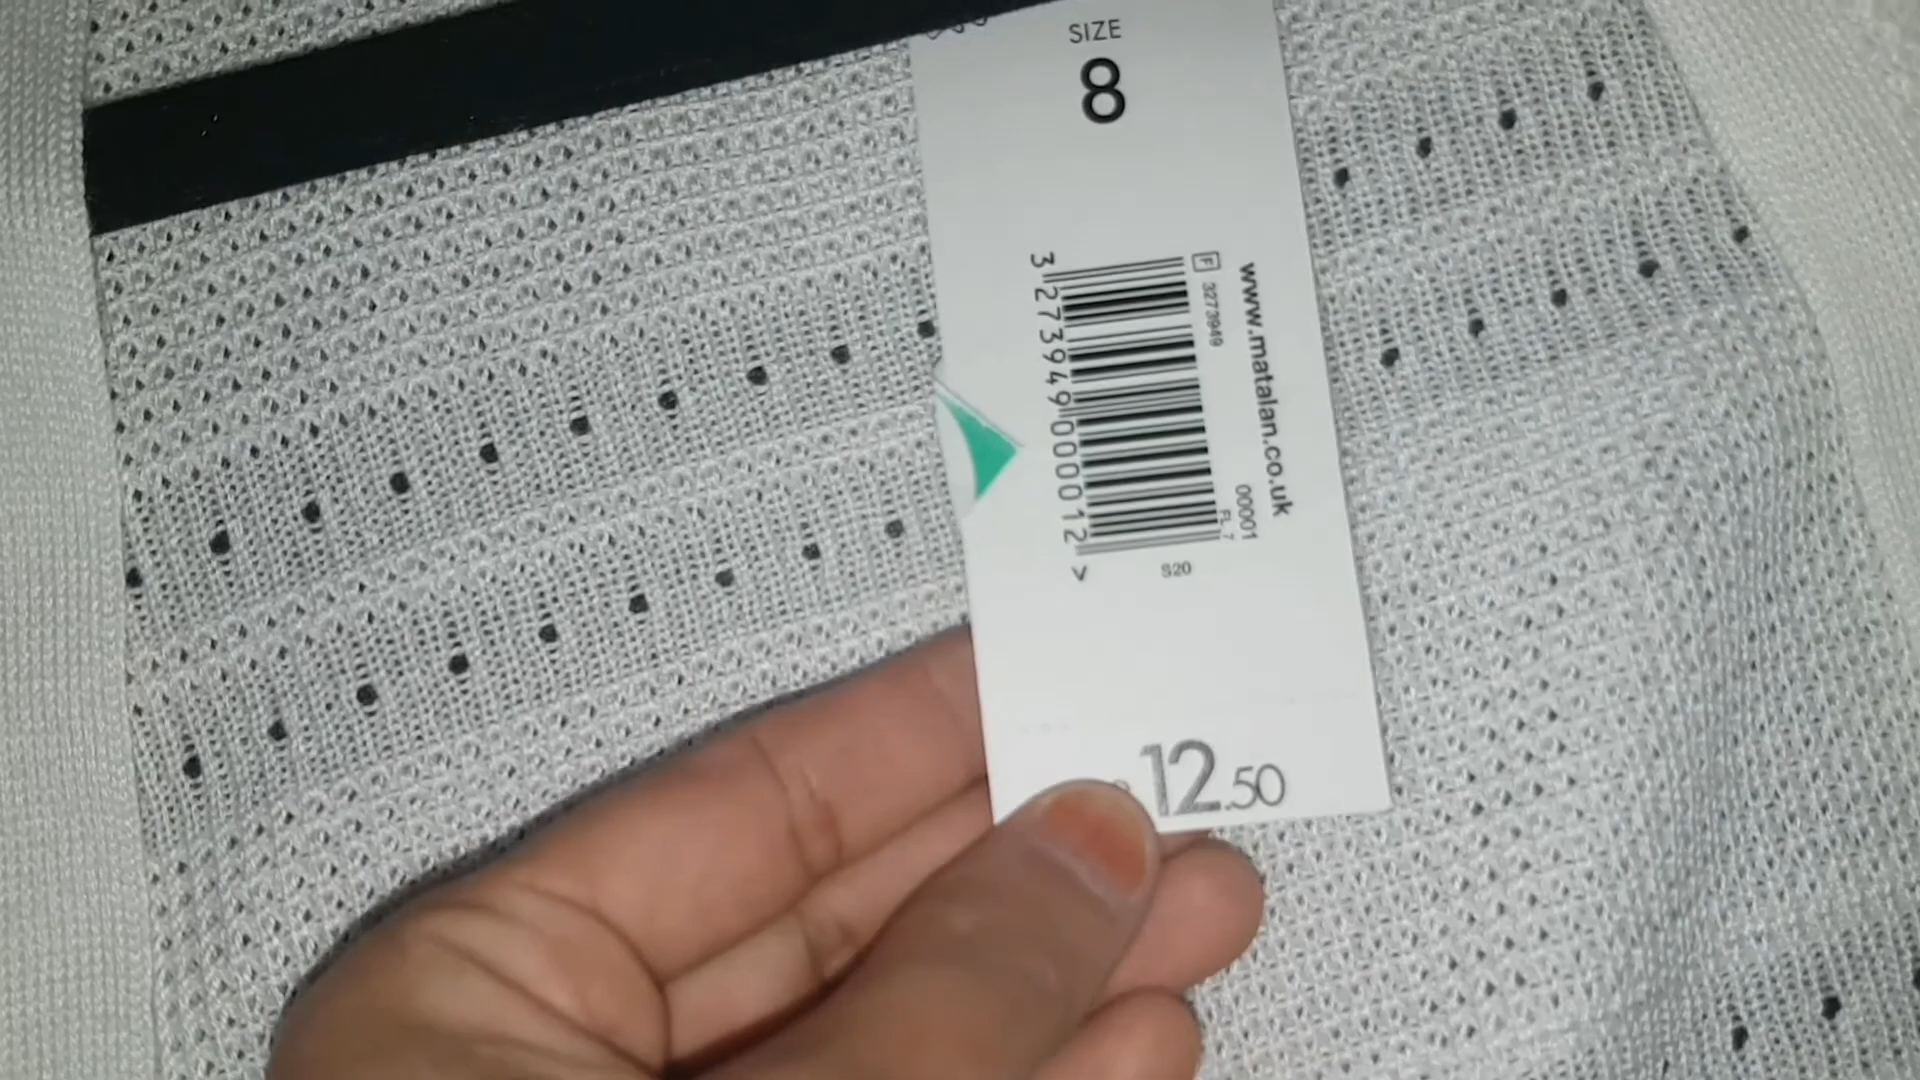 SIZE
8
www.matalan.co.uk
F 3273949
00001
FL 7
3 273949 000012 >
S20
12.50